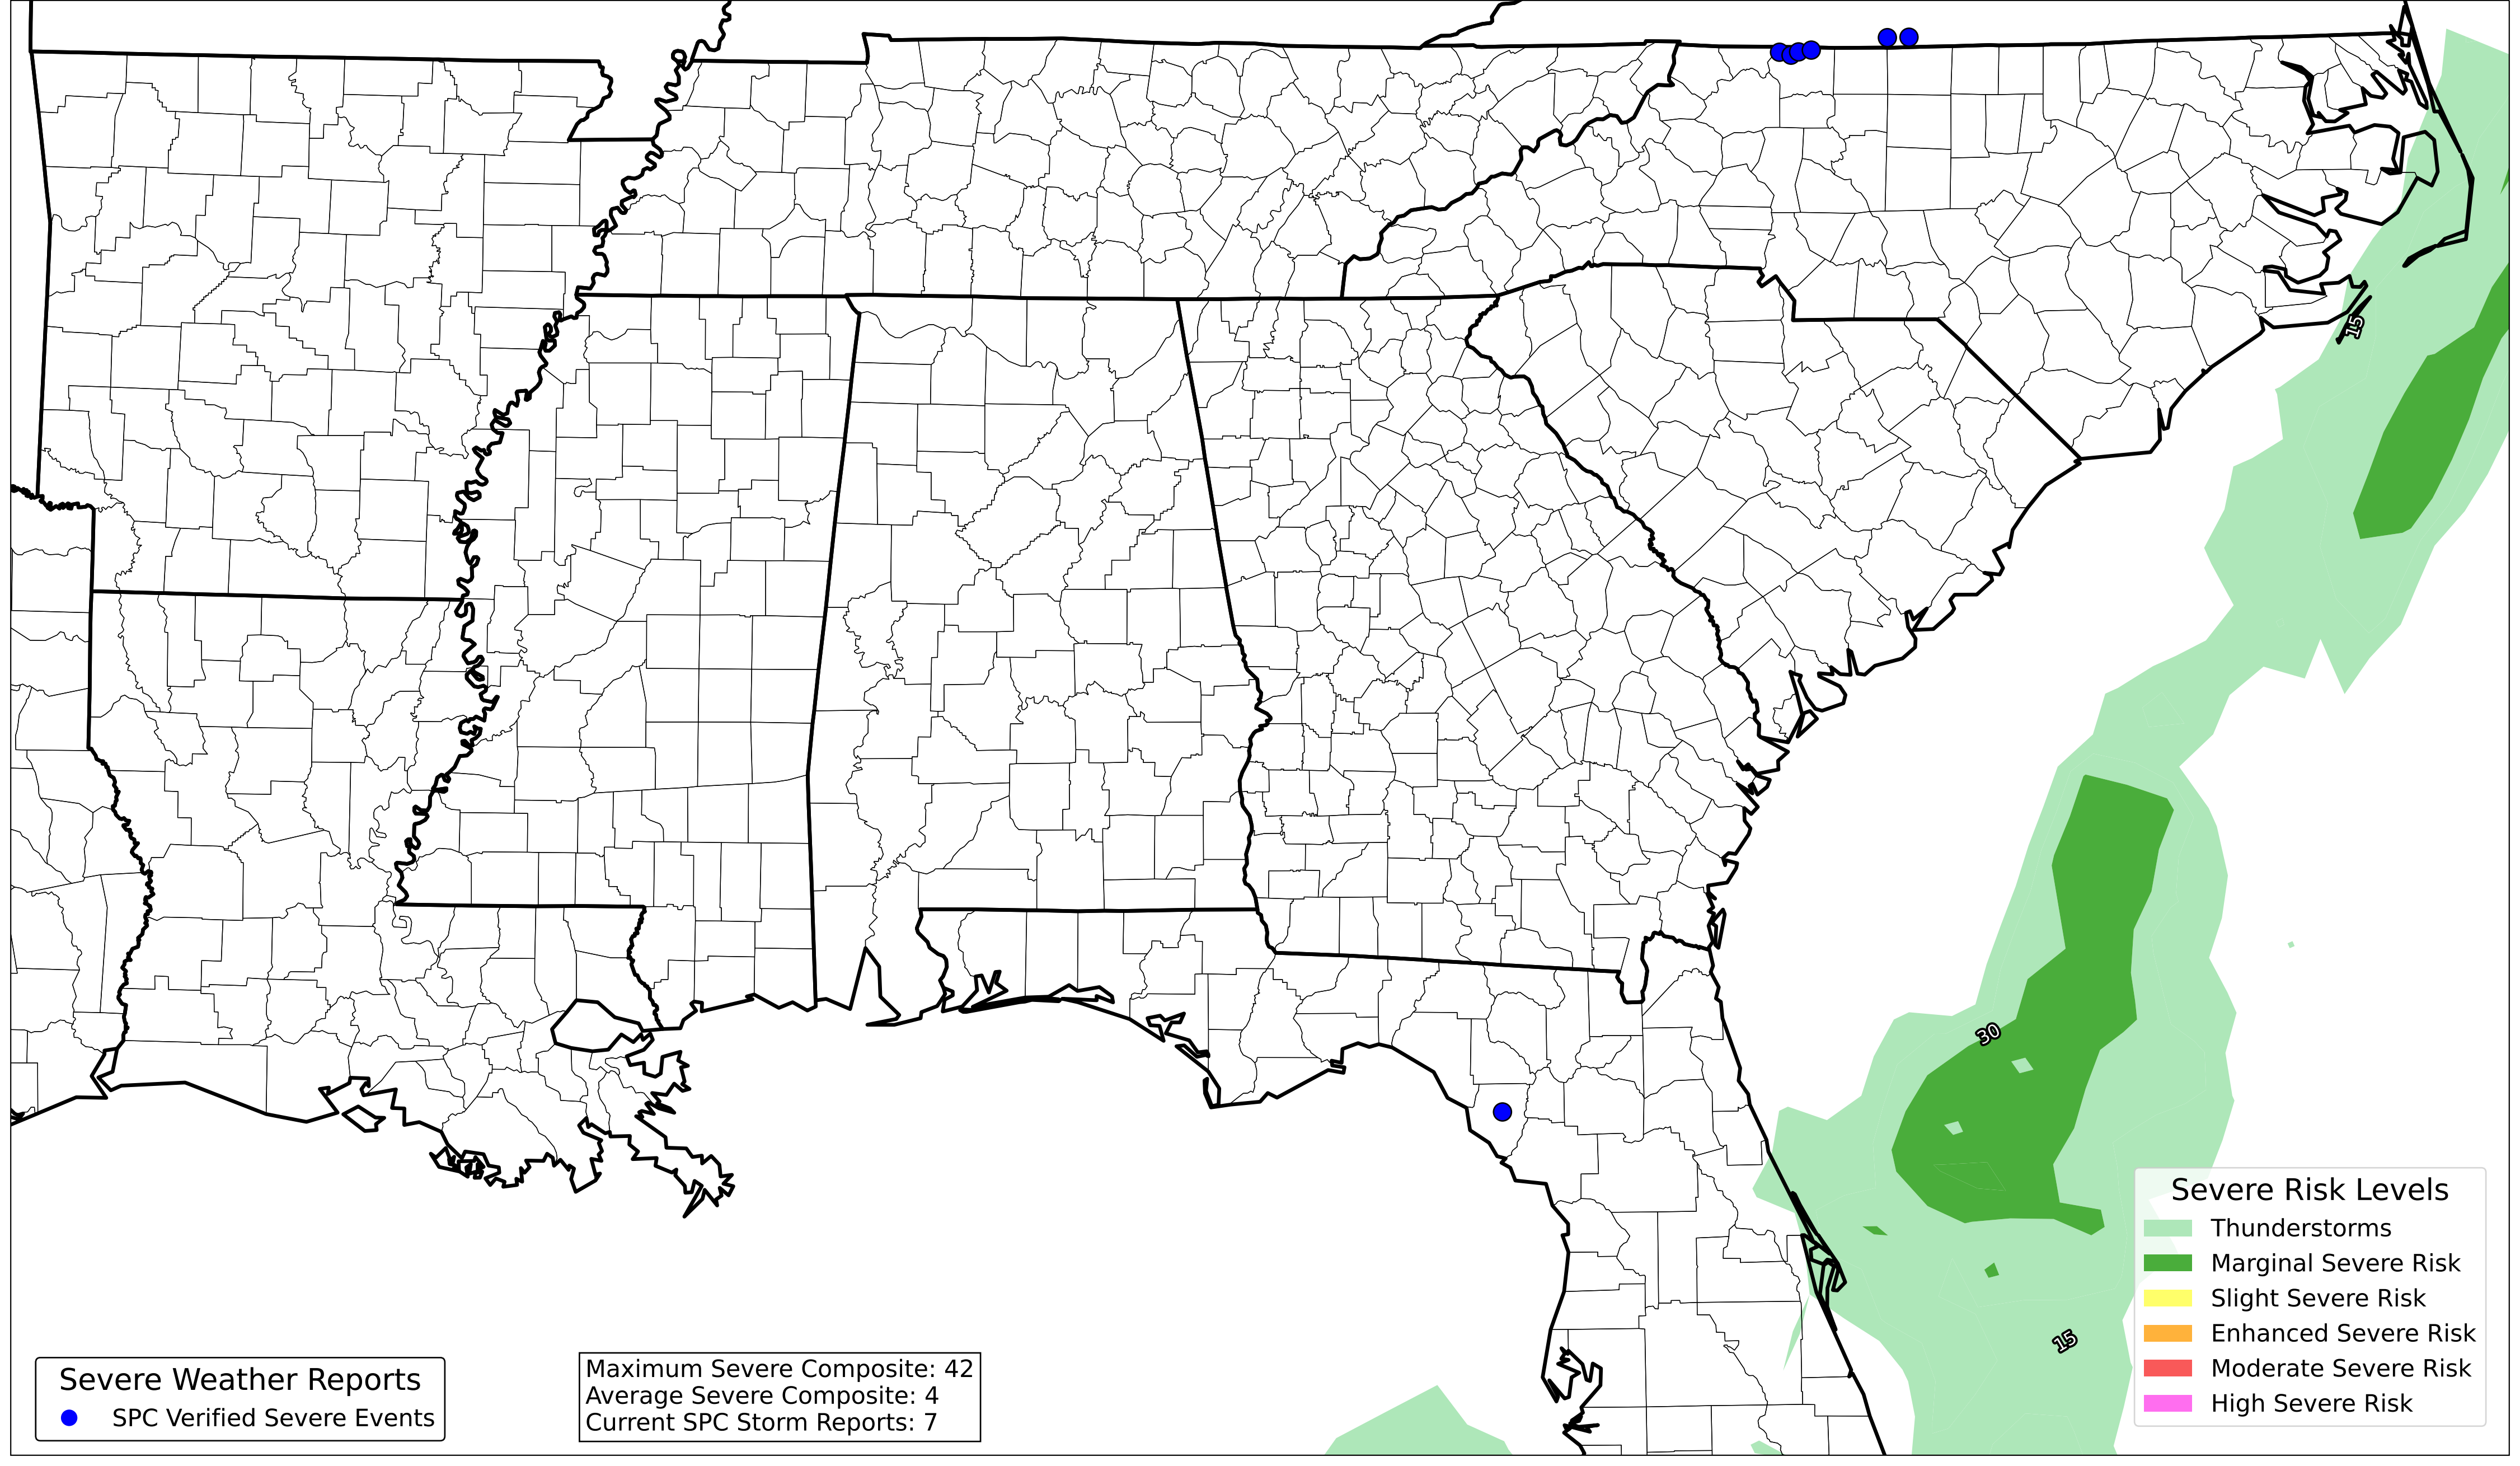 15
30
15
Severe Risk Levels
Thunderstorms
Marginal Severe Risk
Slight Severe Risk
Enhanced Severe Risk
Moderate Severe Risk
High Severe Risk
Severe Weather Reports
SPC Verified Severe Events
Maximum Severe Composite: 42
Average Severe Composite: 4
Current SPC Storm Reports: 7